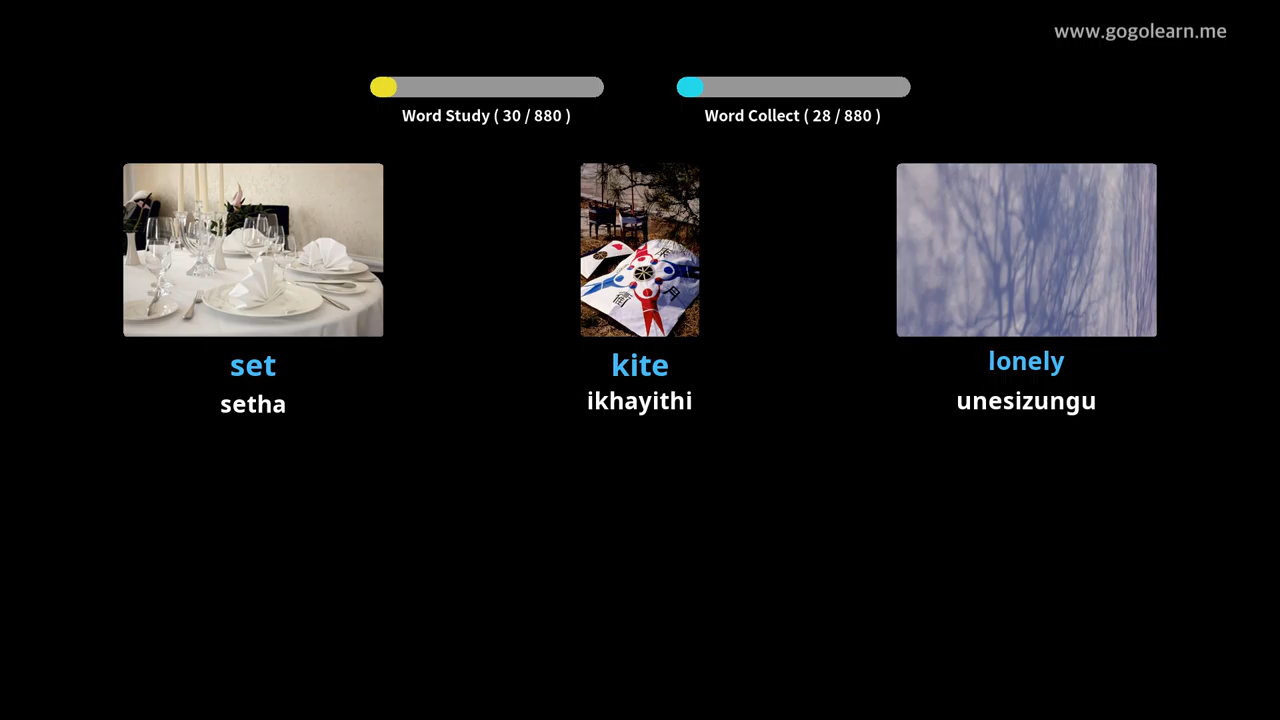 www.gogolearn.me
Word Study ( 30 / 880 )
Word Collect ( 28 / 880 )
set
setha
kite
ikhayithi
lonely
unesizungu